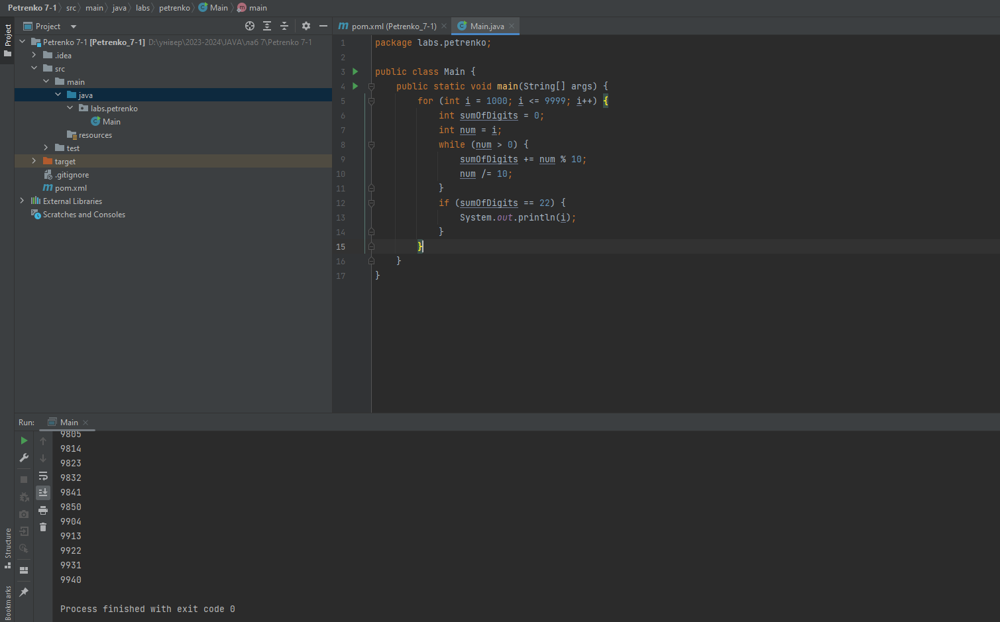 Petrenko 7-1 src main java labs petrenko Main main
Project
Project
Petrenko 7-1 [Petrenko_7-1] D:\універ\2023-2024\JAVA\лаб 7\Petrenko 7-1
.idea
src
main
java
labs.petrenko
Main
resources
test
target
.gitignore
pom.xml
External Libraries
Scratches and Consoles
pom.xml (Petrenko_7-1) Main.java
1 package labs.petrenko;
2
3 public class Main {
4 public static void main(String[] args) {
5 for (int i = 1000; i <= 9999; i++) {
6 int sumOfDigits = 0;
7 int num = i;
8 while (num > 0) {
9 sumOfDigits += num % 10;
10 num /= 10;
11 }
12 if (sumOfDigits == 22) {
13 System.out.println(i);
14 }
15 }
16 }
17 }
Run: Main
9805
9814
9823
9832
9841
9850
9904
9913
9922
9931
9940
Process finished with exit code 0
Structure
Bookmarks